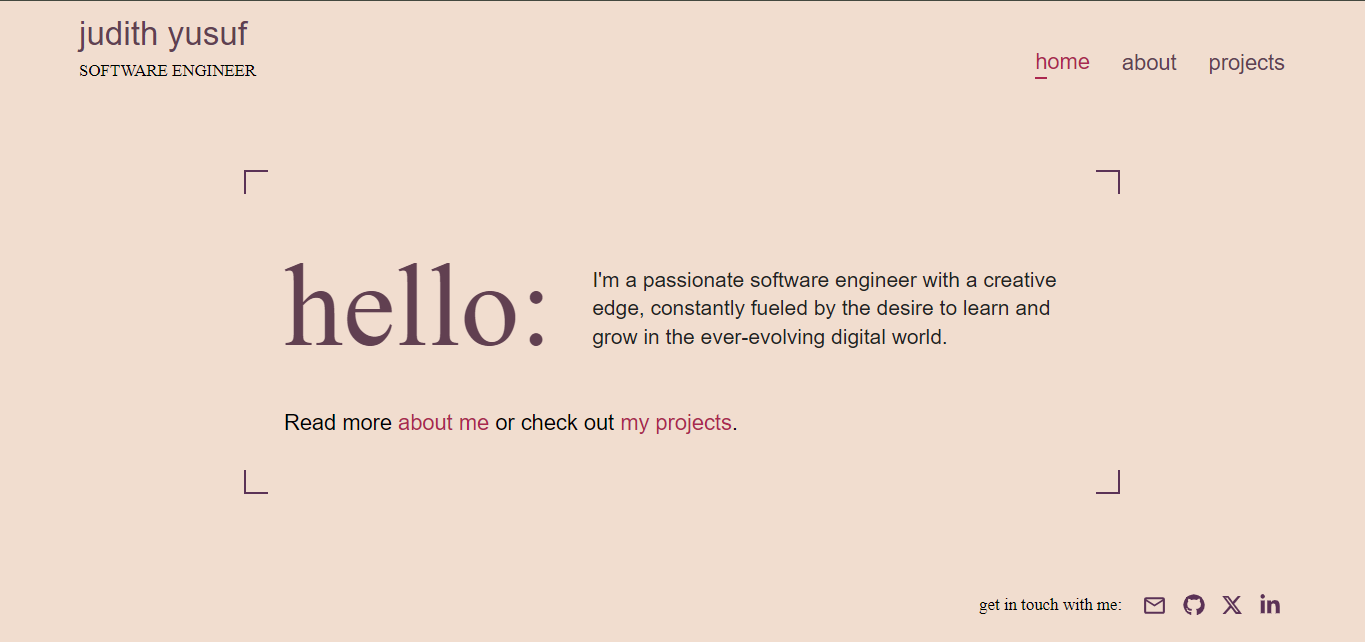 judith yusuf
SOFTWARE ENGINEER
home about projects
hello:
I'm a passionate software engineer with a creative
edge, constantly fueled by the desire to learn and
grow in the ever-evolving digital world.
Read more about me or check out my projects.
get in touch with me: